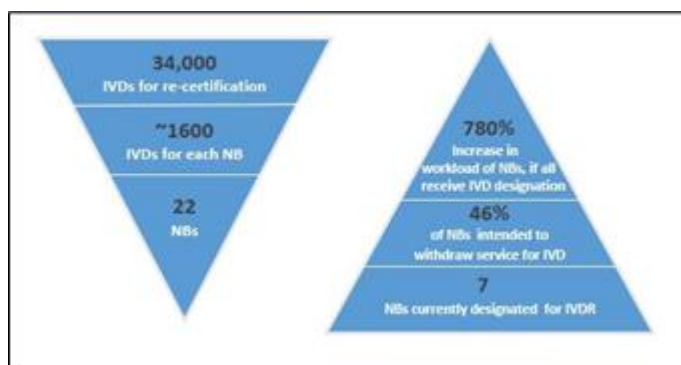 34,000
IVDs for re-certification
~1600
IVDs for each NB
22
NBs
780%
Increase in
workload of NBs, if all
receive IVD designation
46%
of NBs intended to
withdraw service for IVD
7
NBs currently designated for IVDR